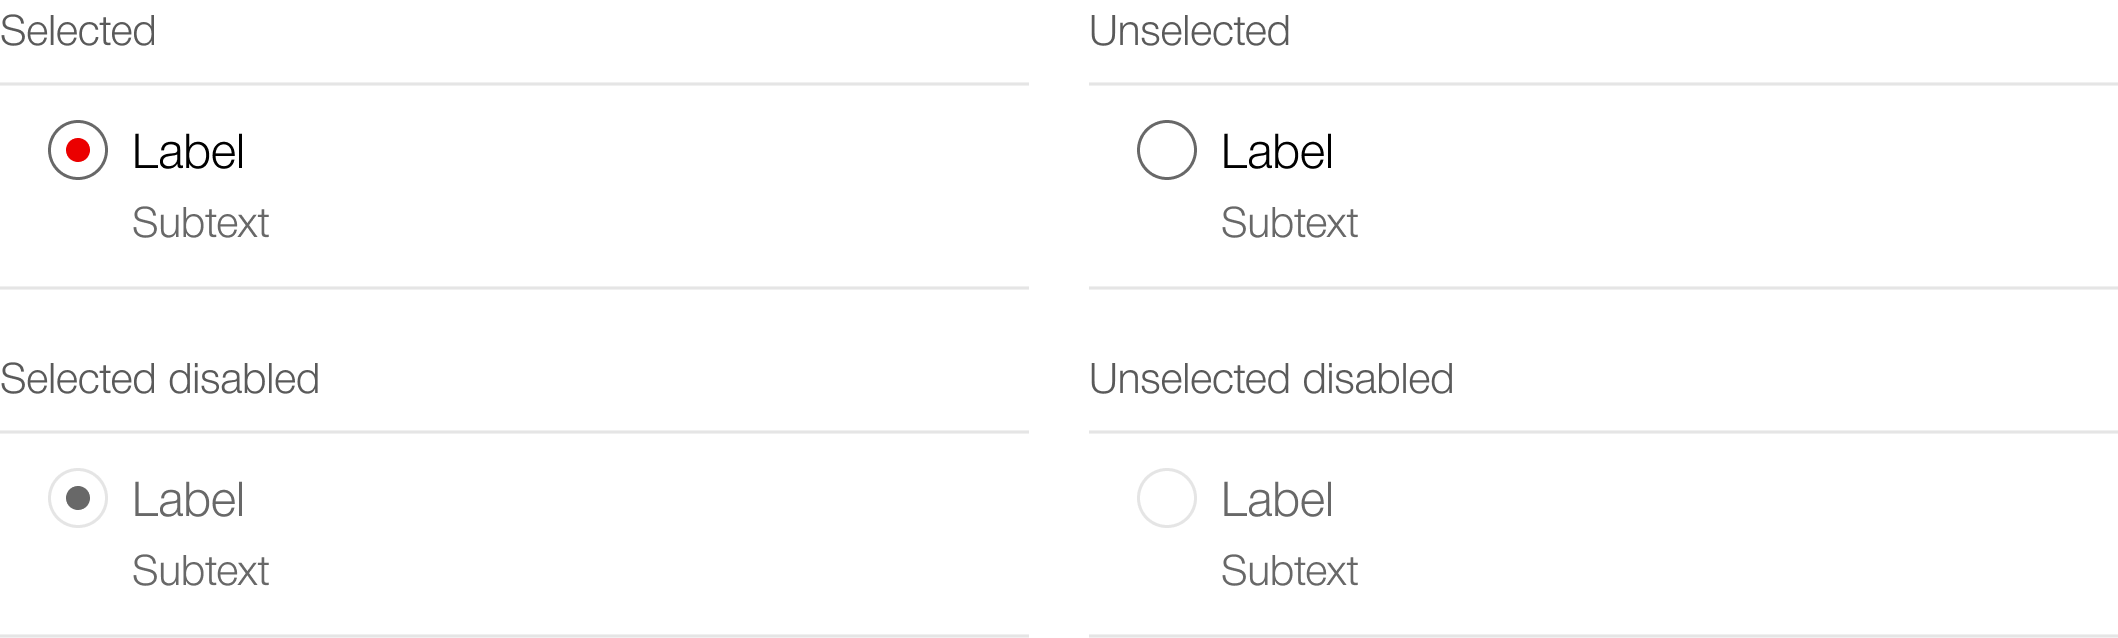 Selected
Unselected
Label
Subtext
Label
Subtext
Selected disabled
Unselected disabled
Label
Subtext
Label
Subtext